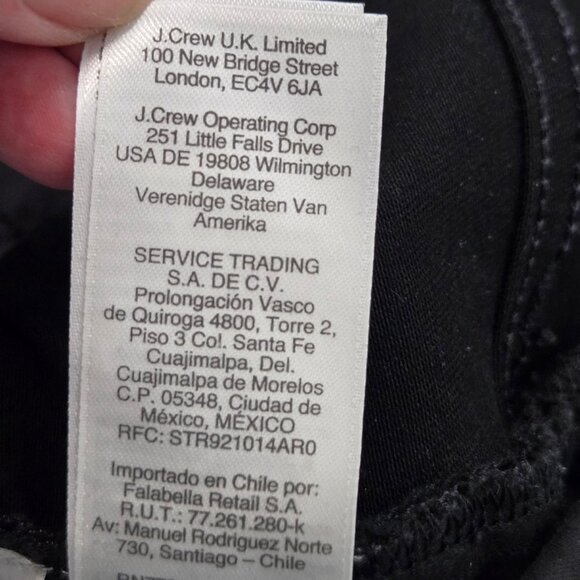 J.Crew U.K. Limited
100 New Bridge Street
London, EC4V 6JA
J.Crew Operating Corp
251 Little Falls Drive
USA DE 19808 Wilmington
Delaware
Verenidge Staten Van
Amerika
SERVICE TRADING
S.A. DE C.V.
Prolongación Vasco
de Quiroga 4800, Torre 2,
Piso 3 Col. Santa Fe
Cuajimalpa, Del.
Cuajimalpa de Morelos
C.P. 05348, Ciudad de
México, MÉXICO
RFC: STR921014AR0
Importado en Chile por:
Falabella Retail S.A.
R.U.T.: 77.261.280-k
Av: Manuel Rodriguez Norte
730, Santiago – Chile